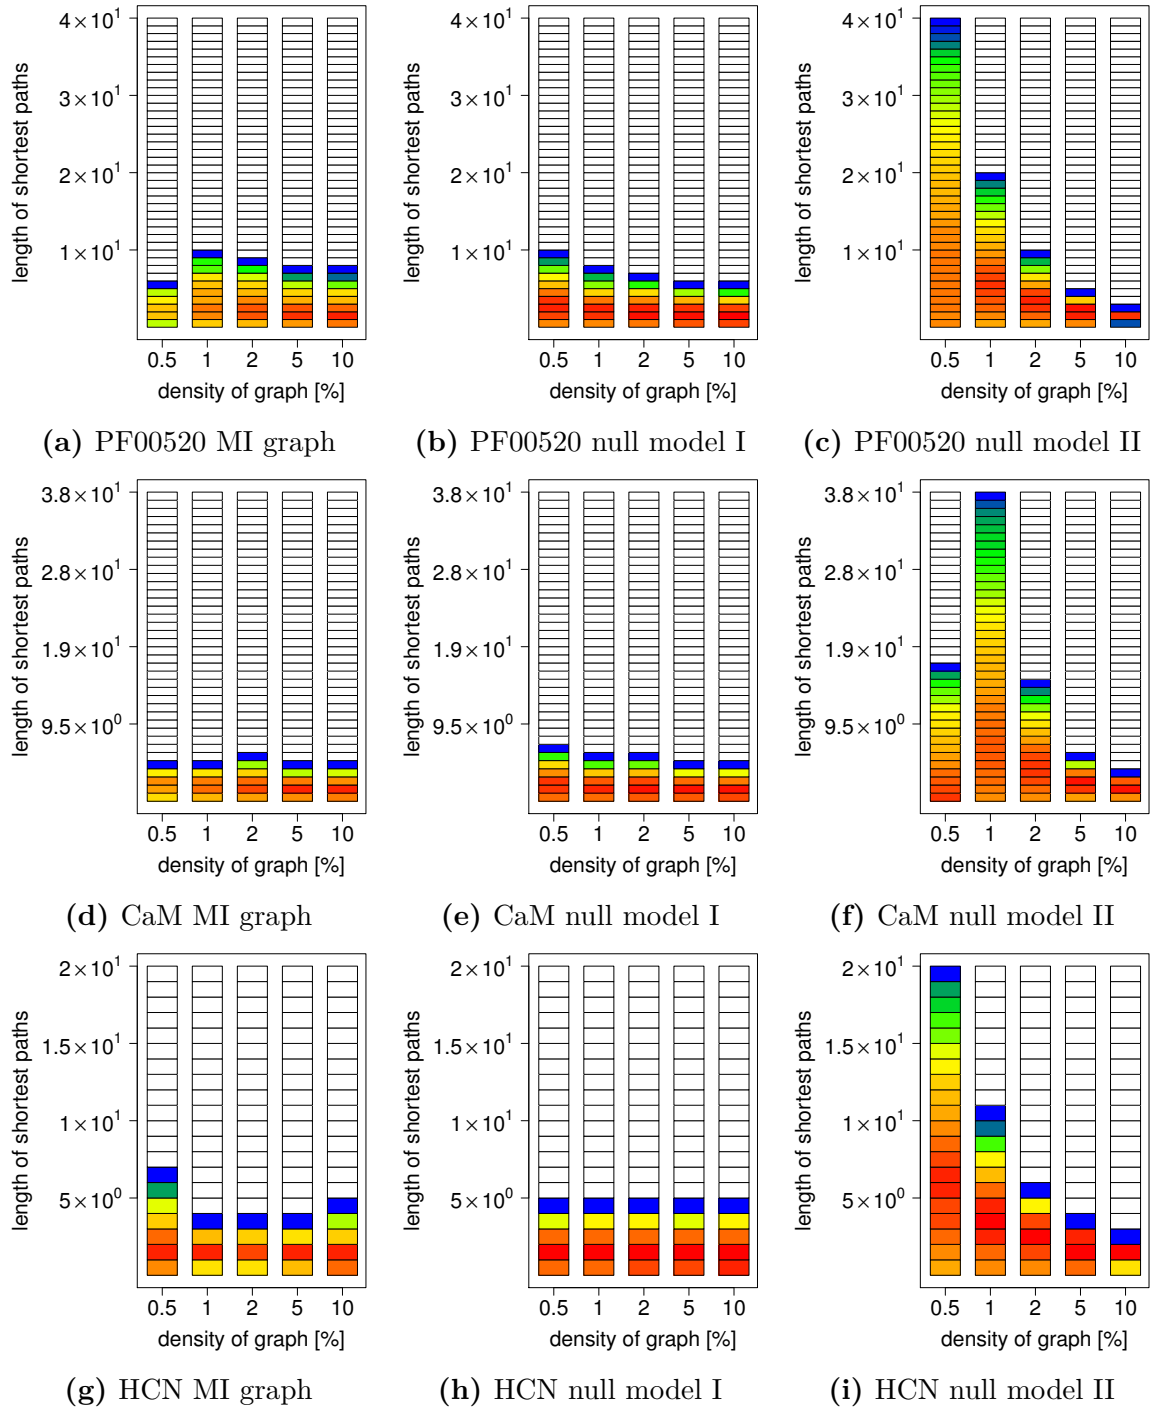 length of shortest paths
4×10¹
3×10¹
2×10¹
1×10¹
0.5 1 2 5 10
density of graph [%]
(a) PF00520 MI graph
length of shortest paths
4×10¹
3×10¹
2×10¹
1×10¹
0.5 1 2 5 10
density of graph [%]
(b) PF00520 null model I
length of shortest paths
4×10¹
3×10¹
2×10¹
1×10¹
0.5 1 2 5 10
density of graph [%]
(c) PF00520 null model II
length of shortest paths
3.8×10¹
2.8×10¹
1.9×10¹
9.5×10⁰
0.5 1 2 5 10
density of graph [%]
(d) CaM MI graph
length of shortest paths
3.8×10¹
2.8×10¹
1.9×10¹
9.5×10⁰
0.5 1 2 5 10
density of graph [%]
(e) CaM null model I
length of shortest paths
3.8×10¹
2.8×10¹
1.9×10¹
9.5×10⁰
0.5 1 2 5 10
density of graph [%]
(f) CaM null model II
length of shortest paths
2×10¹
1.5×10¹
1×10¹
5×10⁰
0.5 1 2 5 10
density of graph [%]
(g) HCN MI graph
length of shortest paths
2×10¹
1.5×10¹
1×10¹
5×10⁰
0.5 1 2 5 10
density of graph [%]
(h) HCN null model I
length of shortest paths
2×10¹
1.5×10¹
1×10¹
5×10⁰
0.5 1 2 5 10
density of graph [%]
(i) HCN null model II